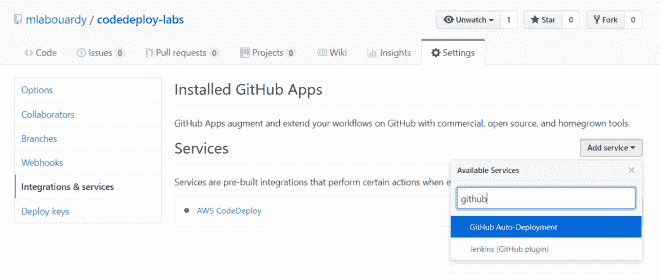 mlabouardy / codedeploy-labs
Unwatch 1 Star 0 Fork 0
Code Issues 0 Pull requests 0 Projects 0 Wiki Insights Settings
Options
Collaborators
Branches
Webhooks
Integrations & services
Deploy keys
Installed GitHub Apps
GitHub Apps augment and extend your workflows on GitHub with commercial, open source, and homegrown tools.
Services
Add service
Services are pre-built integrations that perform certain actions when e
AWS CodeDeploy
Available Services
github
GitHub Auto-Deployment
Jenkins (GitHub plugin)